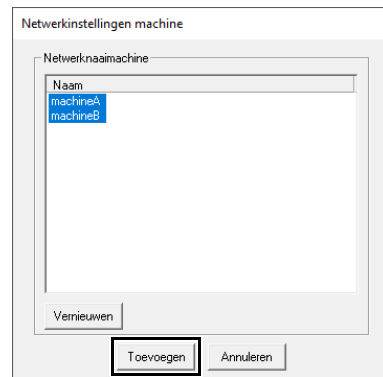 Netwerkinstellingen machine
Netwerknaaimachine
Naam
machineA
machineB
Vernieuwen
Toevoegen Annuleren